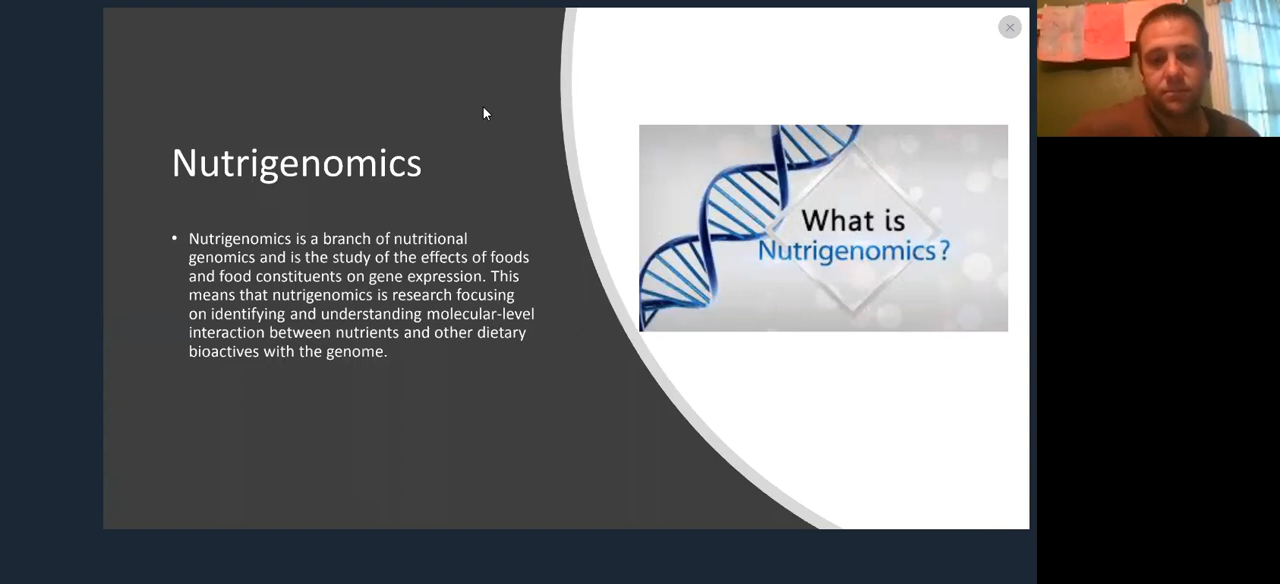 Nutrigenomics
• Nutrigenomics is a branch of nutritional
genomics and is the study of the effects of foods
and food constituents on gene expression. This
means that nutrigenomics is research focusing
on identifying and understanding molecular-level
interaction between nutrients and other dietary
bioactives with the genome.
What is
Nutrigenomics?